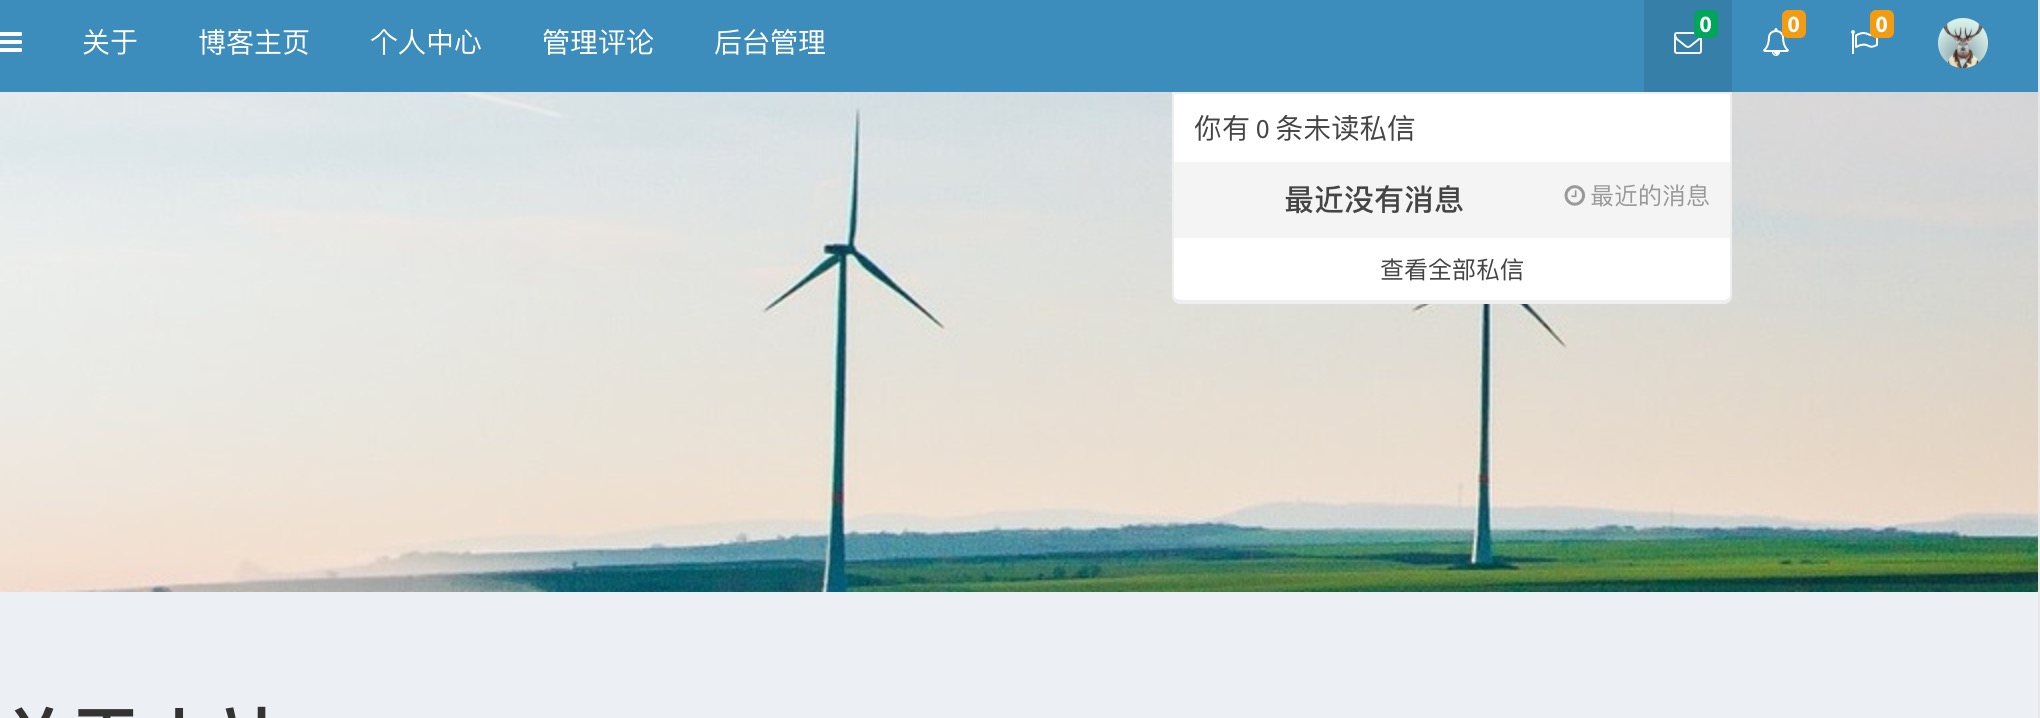 关于 博客主页 个人中心 管理评论 后台管理 0 0 0
你有 0 条未读私信
最近没有消息 最近的消息
查看全部私信